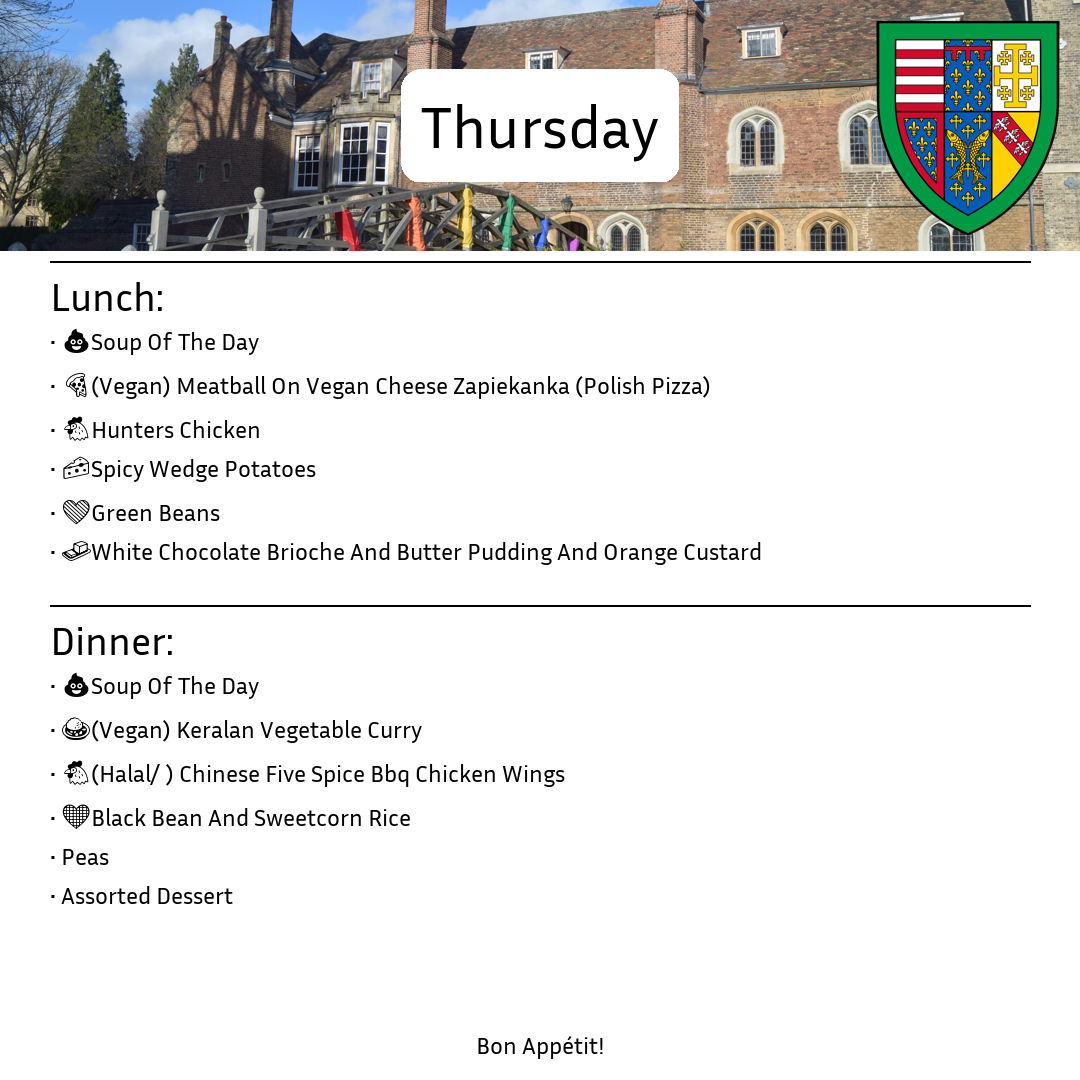 Thursday
Lunch:
· 💩Soup Of The Day
· 🍕(Vegan) Meatball On Vegan Cheese Zapiekanka (Polish Pizza)
· 🐔Hunters Chicken
· 🧀Spicy Wedge Potatoes
· 💚Green Beans
· 🧈White Chocolate Brioche And Butter Pudding And Orange Custard
Dinner:
· 💩Soup Of The Day
· 🍛(Vegan) Keralan Vegetable Curry
· 🐔(Halal/ ) Chinese Five Spice Bbq Chicken Wings
· 🖤Black Bean And Sweetcorn Rice
· Peas
· Assorted Dessert
Bon Appétit!